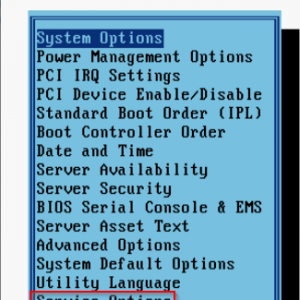 System Options
Power Management Options
PCI IRQ Settings
PCI Device Enable/Disable
Standard Boot Order (IPL)
Boot Controller Order
Date and Time
Server Availability
Server Security
BIOS Serial Console & EMS
Server Asset Text
Advanced Options
System Default Options
Utility Language
Service Options